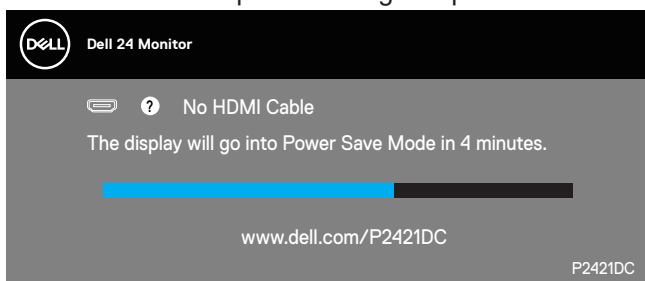 DELL
Dell 24 Monitor
? No HDMI Cable
The display will go into Power Save Mode in 4 minutes.
www.dell.com/P2421DC
P2421DC